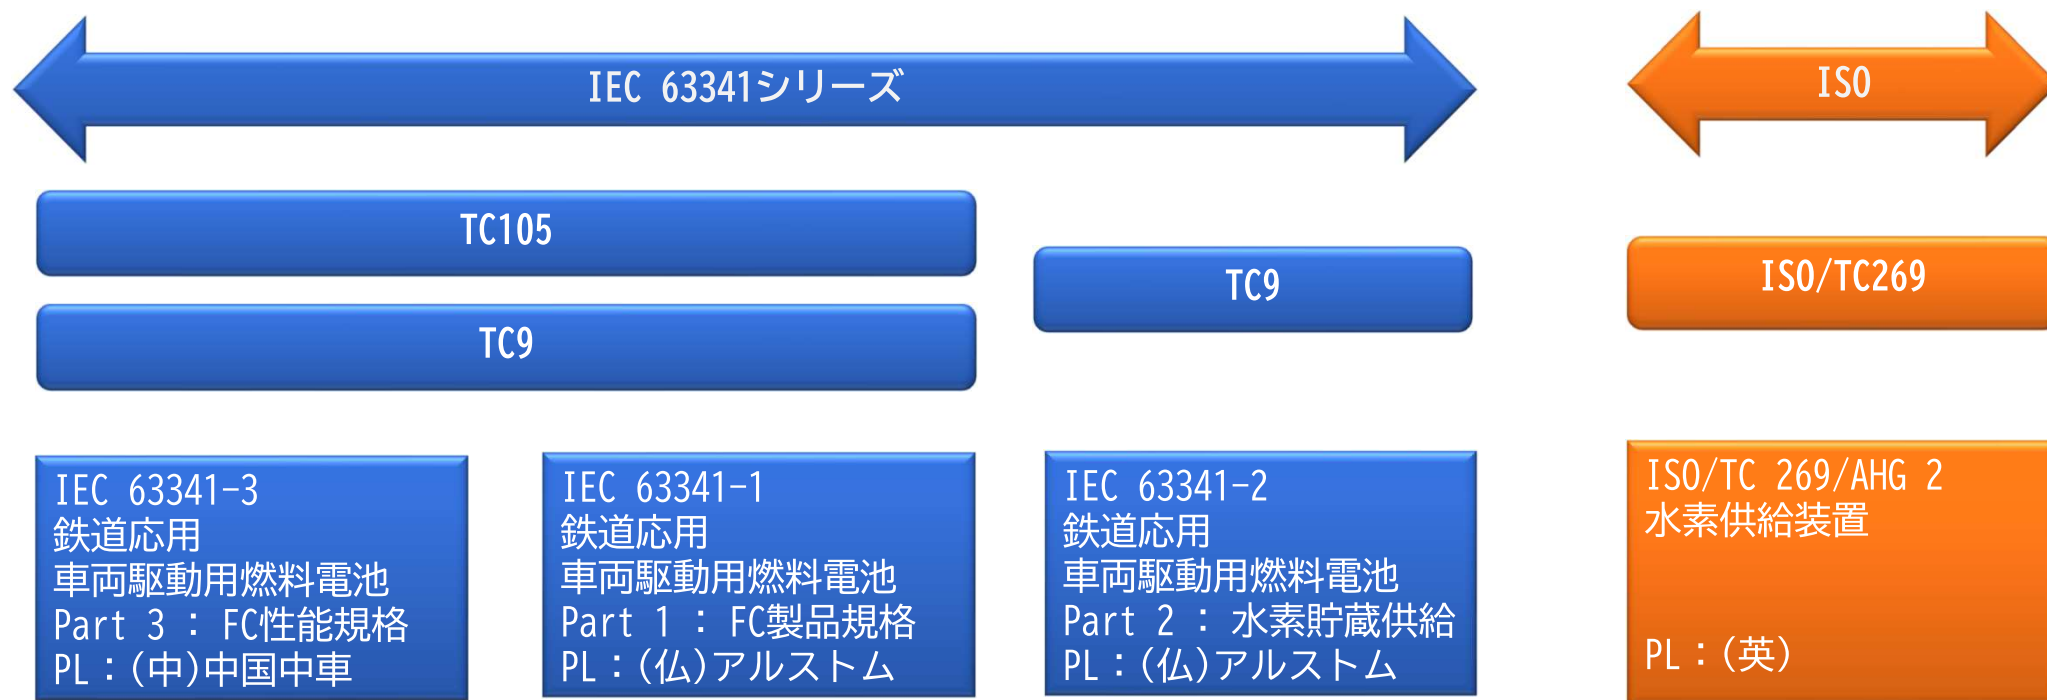 IEC 63341シリーズ
ISO
TC105
TC9
TC9
ISO/TC269
IEC 63341-3
鉄道応用
車両駆動用燃料電池
Part 3 : FC性能規格
PL:(中)中国中車
IEC 63341-1
鉄道応用
車両駆動用燃料電池
Part 1 : FC製品規格
PL:(仏)アルストム
IEC 63341-2
鉄道応用
車両駆動用燃料電池
Part 2 : 水素貯蔵供給
PL:(仏)アルストム
ISO/TC 269/AHG 2
水素供給装置
PL:(英)